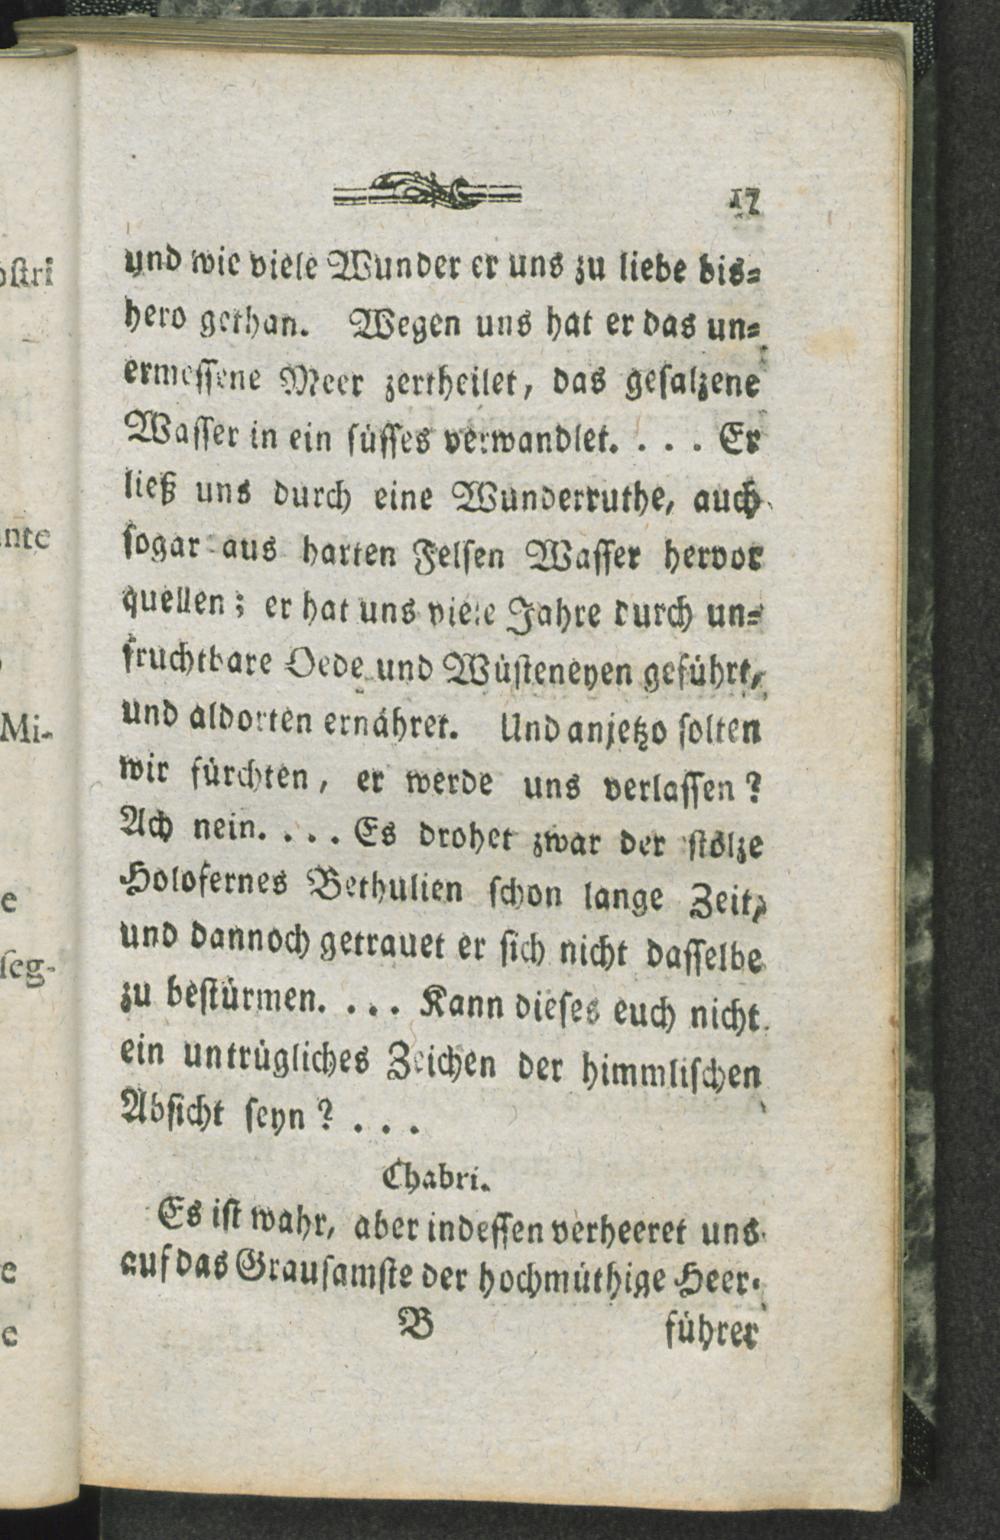 17
und wie viele Wunder er uns zu liebe bis=
hero gethan. Wegen uns hat er das un=
ermessene Meer zertheilet, das gesalzene
Wasser in ein süsses verwandlet. . . . Er
ließ uns durch eine Wunderruthe, auch
sogar aus harten Felsen Wasser hervor
quellen; er hat uns viele Jahre durch un=
fruchtbare Oede und Wüsteneyen geführt,
und aldorten ernähret. Und anjetzo solten
wir fürchten, er werde uns verlassen?
Ach nein. . . . Es drohet zwar der stolze
Holofernes Bethulien schon lange Zeit,
und dannoch getrauet er sich nicht dasselbe
zu bestürmen. . . . Kann dieses euch nicht
ein untrügliches Zeichen der himmlischen
Absicht seyn? . . .
Chabri.
Es ist wahr, aber indessen verheeret uns
auf das Grausamste der hochmüthige Heer=
B führer
ostri
nte
Mi-
e
seg-
e
e